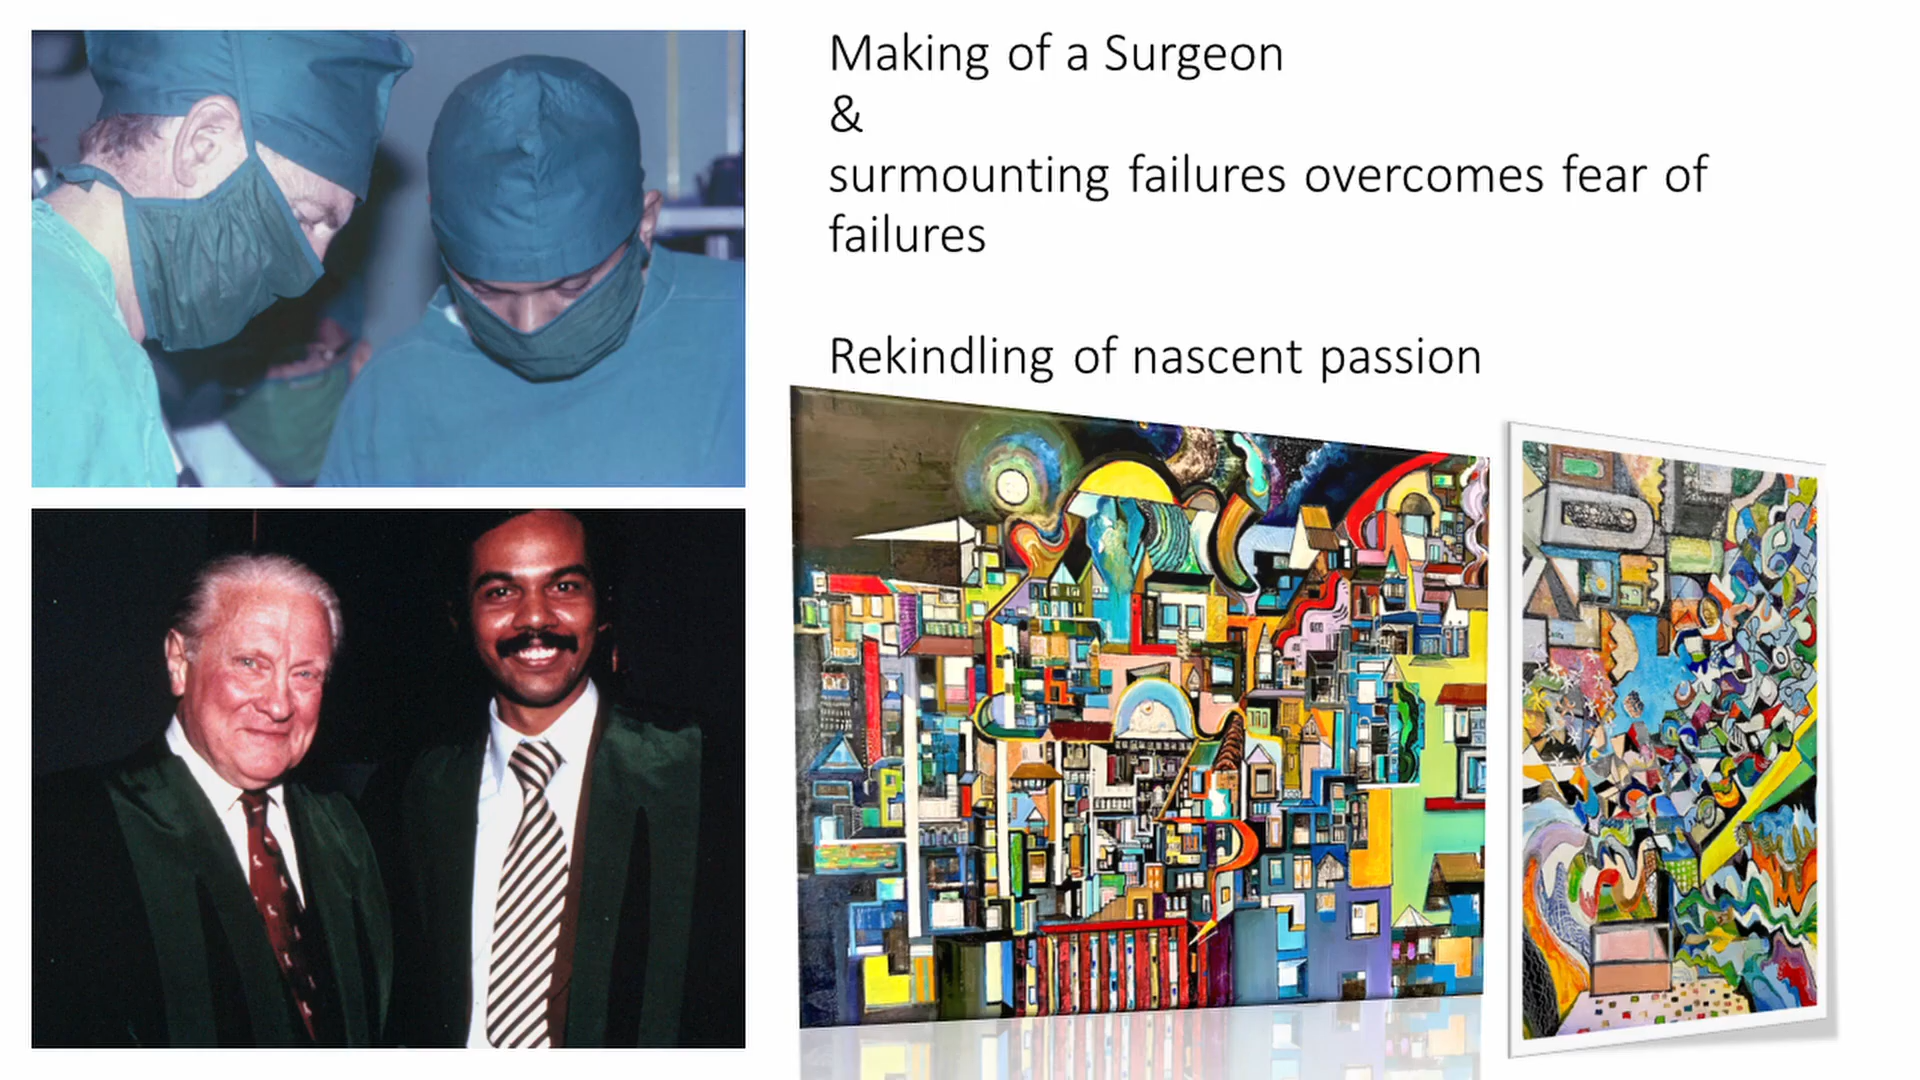 Making of a Surgeon
&
surmounting failures overcomes fear of
failures
Rekindling of nascent passion